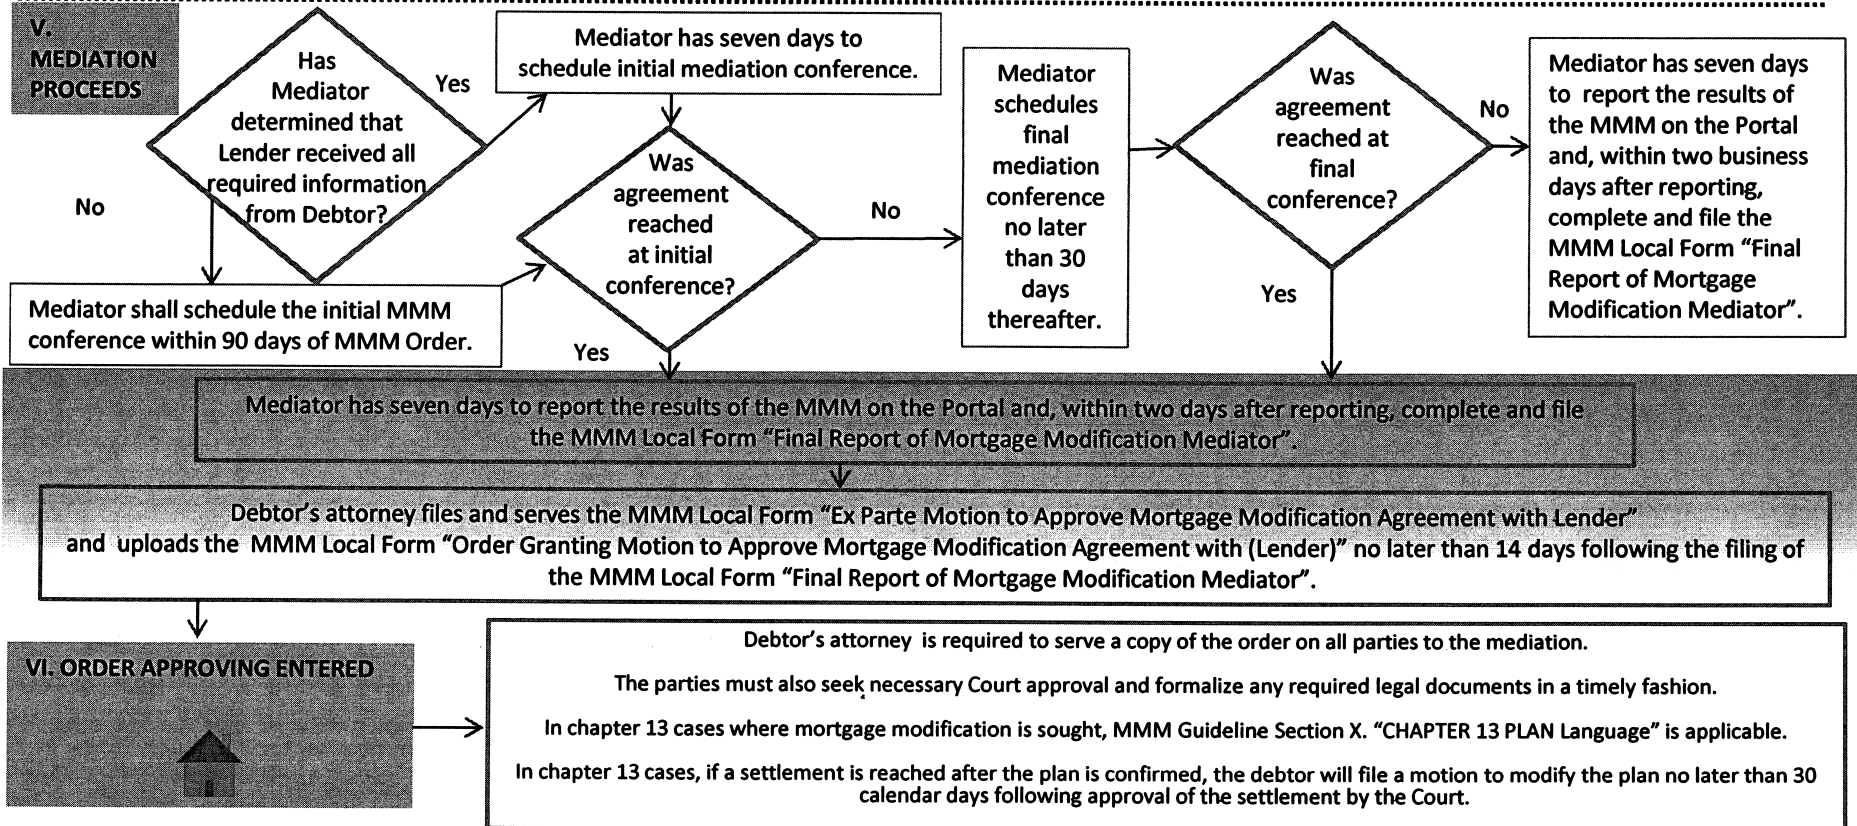 V.
MEDIATION
PROCEEDS
Has
Mediator
determined that
Lender received all
required information
from Debtor?
Yes
No
Mediator has seven days to
schedule initial mediation conference.
Mediator shall schedule the initial MMM
conference within 90 days of MMM Order.
Was
agreement
reached
at initial
conference?
No
Yes
Mediator
schedules
final
mediation
conference
no later
than 30
days
thereafter.
Was
agreement
reached at
final
conference?
No
Yes
Mediator has seven days
to report the results of
the MMM on the Portal
and, within two business
days after reporting,
complete and file the
MMM Local Form “Final
Report of Mortgage
Modification Mediator”.
Mediator has seven days to report the results of the MMM on the Portal and, within two days after reporting, complete and file
the MMM Local Form “Final Report of Mortgage Modification Mediator”.
Debtor’s attorney files and serves the MMM Local Form “Ex Parte Motion to Approve Mortgage Modification Agreement with Lender”
and uploads the MMM Local Form “Order Granting Motion to Approve Mortgage Modification Agreement with (Lender)” no later than 14 days following the filing of
the MMM Local Form “Final Report of Mortgage Modification Mediator”.
VI. ORDER APPROVING ENTERED
Debtor’s attorney is required to serve a copy of the order on all parties to the mediation.
The parties must also seek necessary Court approval and formalize any required legal documents in a timely fashion.
In chapter 13 cases where mortgage modification is sought, MMM Guideline Section X. “CHAPTER 13 PLAN Language” is applicable.
In chapter 13 cases, if a settlement is reached after the plan is confirmed, the debtor will file a motion to modify the plan no later than 30
calendar days following approval of the settlement by the Court.